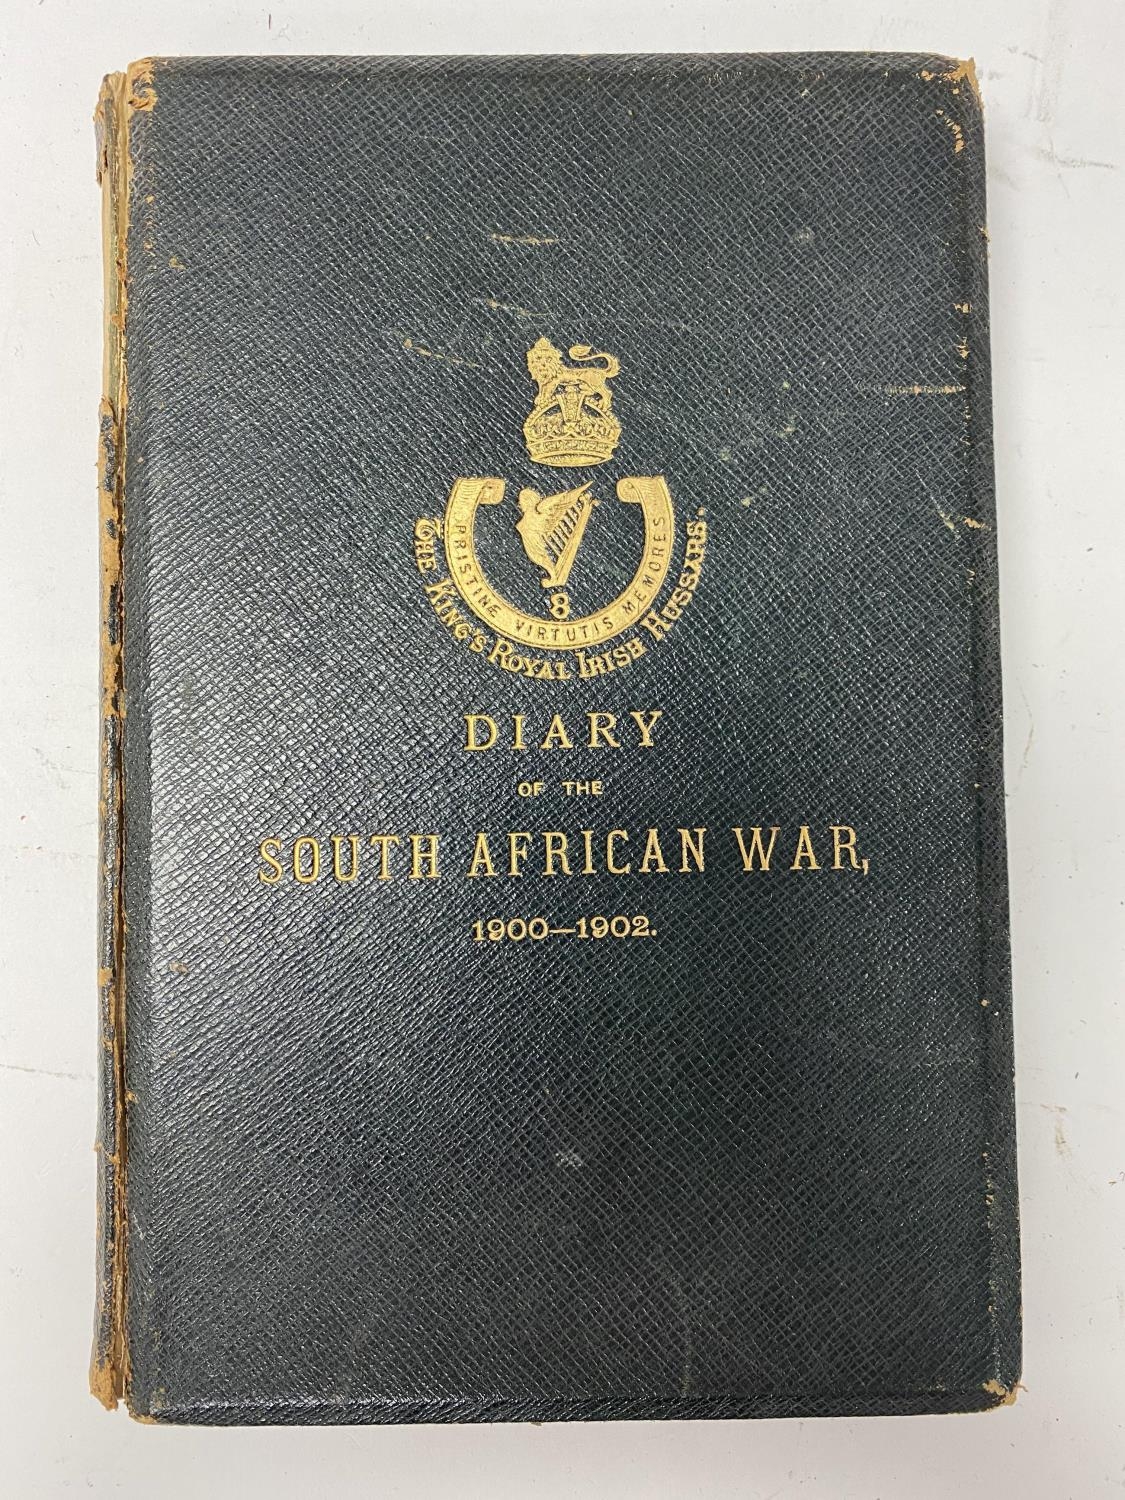 PRISTINÆ VIRTUTIS MEMORES
8
THE KING'S ROYAL IRISH HUSSARS.
DIARY
OF THE
SOUTH AFRICAN WAR,
1900—1902.